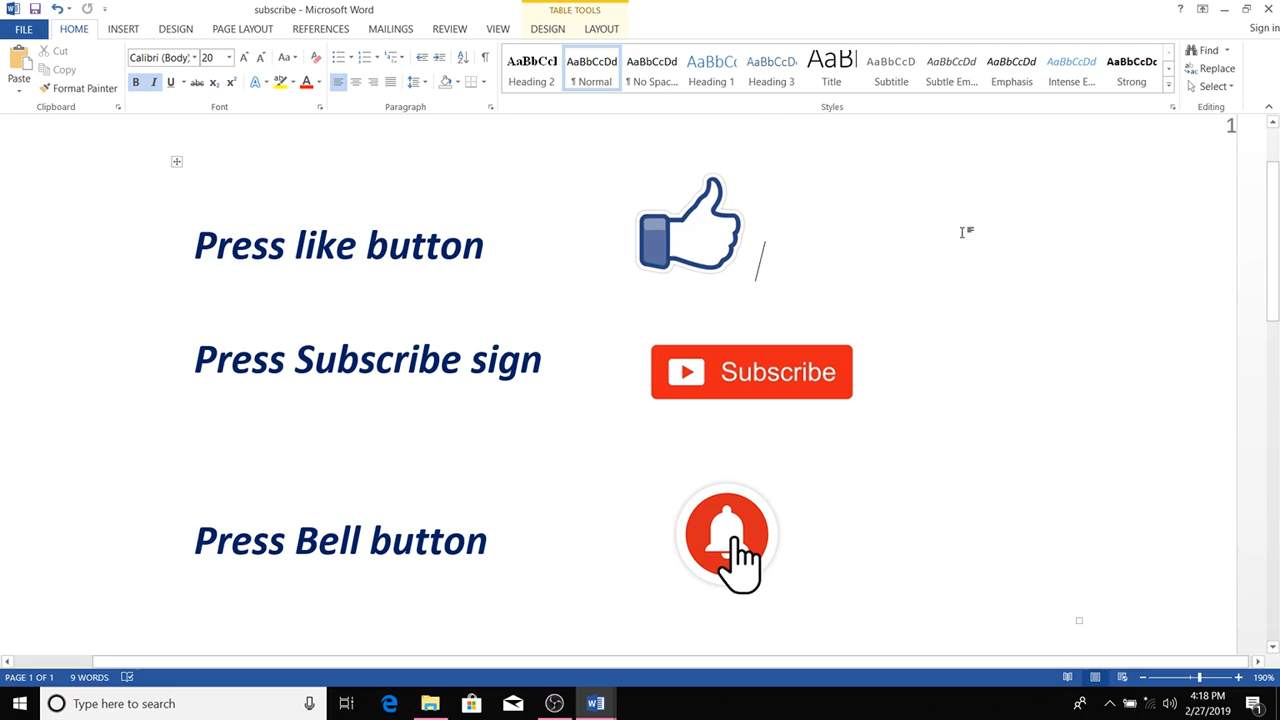 subscribe - Microsoft Word
TABLE TOOLS
Sign in
FILE
HOME
INSERT
DESIGN
PAGE LAYOUT
REFERENCES
MAILINGS
REVIEW
VIEW
DESIGN
LAYOUT
Paste
Cut
Copy
Format Painter
Clipboard
Calibri (Body)
20
Font
Paragraph
AaBbCcI
Heading 2
AaBbCcDd
¶ Normal
AaBbCcDd
¶ No Spac...
AaBbC(
Heading 1
AaBbCcD
Heading 3
AaB
Title
AaBbCcD
Subtitle
AaBbCcDd
Subtle Em...
AaBbCcDd
Emphasis
AaBbCcDd
Intense E...
AaBbCcDc
Strong
Styles
Find
Replace
Select
Editing
1
Press like button
Press Subscribe sign
Subscribe
Press Bell button
PAGE 1 OF 1
9 WORDS
190%
Type here to search
4:18 PM
2/27/2019
1